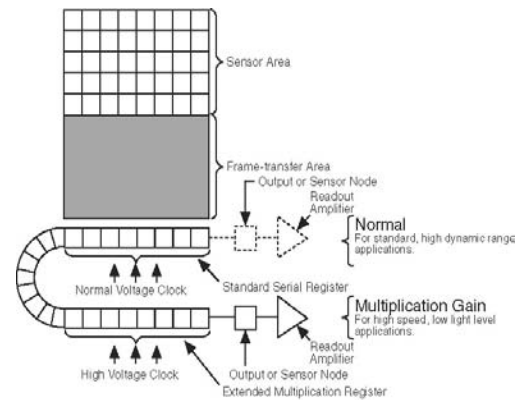 Sensor Area
Frame-transfer Area
Output or Sensor Node
Readout
Amplifier
Normal
For standard, high dynamic range
applications.
Normal Voltage Clock
Standard Serial Register
Multiplication Gain
For high speed, low light level
applications.
Readout
Amplifier
High Voltage Clock
Output or Sensor Node
Extended Multiplication Register